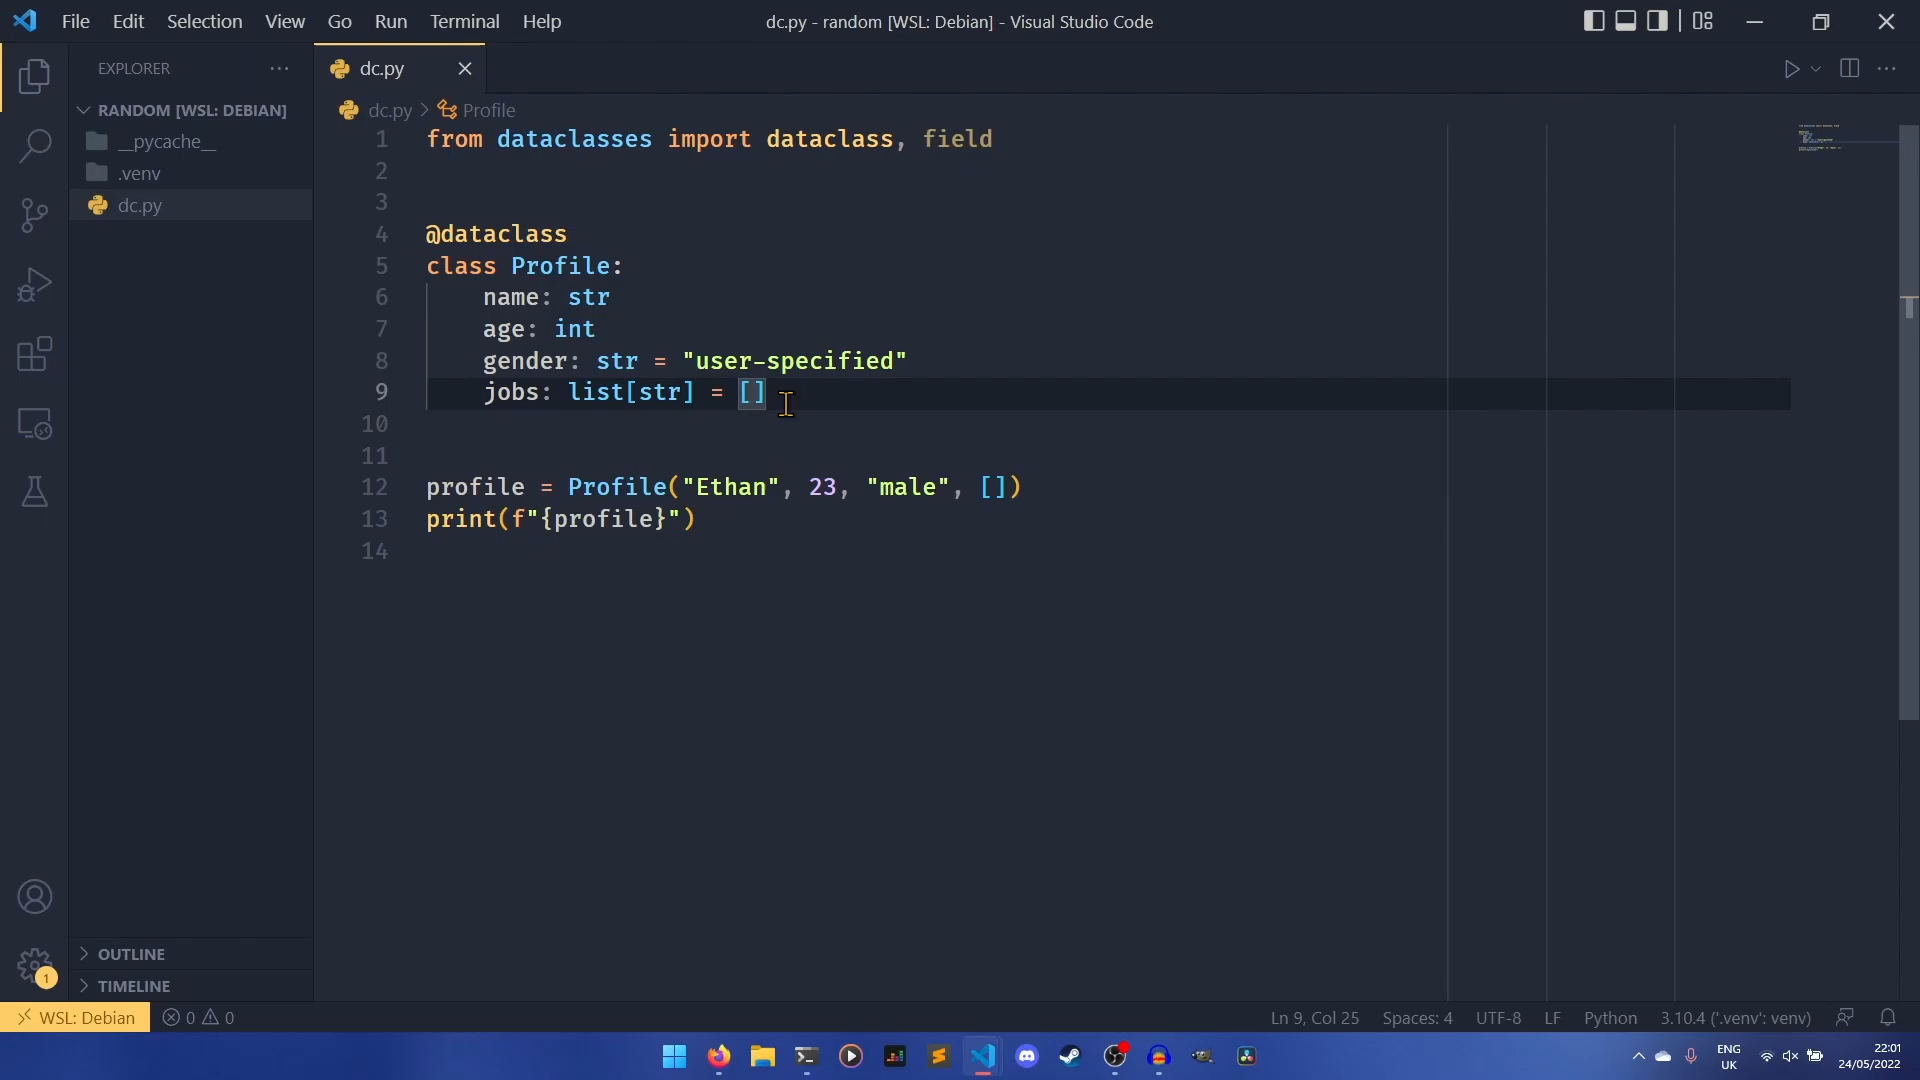 File Edit Selection View Go Run Terminal Help
dc.py - random [WSL: Debian] - Visual Studio Code
EXPLORER
RANDOM [WSL: DEBIAN]
__pycache__
.venv
dc.py
OUTLINE
TIMELINE
dc.py
dc.py > Profile
1 from dataclasses import dataclass, field
2
3
4 @dataclass
5 class Profile:
6     name: str
7     age: int
8     gender: str = "user-specified"
9     jobs: list[str] = []
10
11
12 profile = Profile("Ethan", 23, "male", [])
13 print(f"{profile}")
14
1
WSL: Debian 0 0
Ln 9, Col 25 Spaces: 4 UTF-8 LF Python 3.10.4 ('.venv': venv)
ENG
UK
22:01
24/05/2022